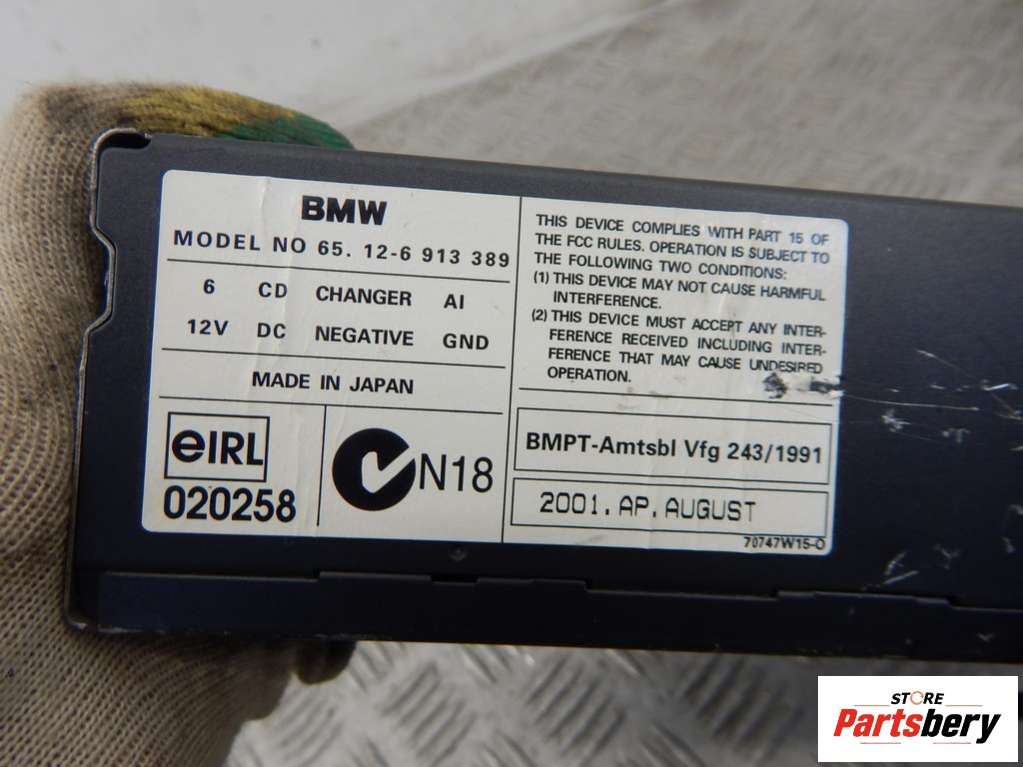 BMW
MODEL NO 65. 12-6 913 389
6 CD CHANGER AI
12V DC NEGATIVE GND
MADE IN JAPAN
eIRL
020258
N18
THIS DEVICE COMPLIES WITH PART 15 OF
THE FCC RULES. OPERATION IS SUBJECT TO
THE FOLLOWING TWO CONDITIONS:
(1) THIS DEVICE MAY NOT CAUSE HARMFUL
INTERFERENCE.
(2) THIS DEVICE MUST ACCEPT ANY INTER-
FERENCE RECEIVED INCLUDING INTER-
FERENCE THAT MAY CAUSE UNDESIRED
OPERATION.
BMPT-Amtsbl Vfg 243/1991
2001.AP.AUGUST
70747W15-O
STORE
Partsbery